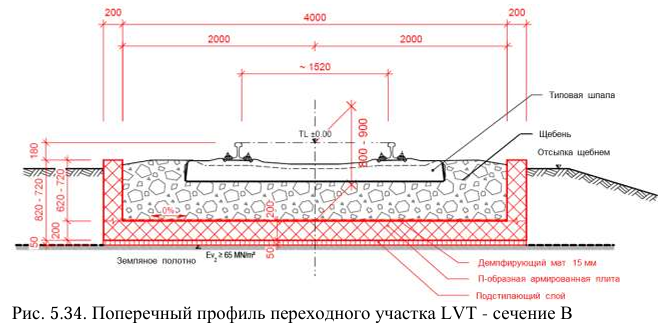 200
4000
200
2000
2000
~ 1520
Типовая шпала
TL ±0.00
900
800
Щебень
Отсыпка щебнем
180
820 - 720
620 - 720
0%
200
200
50
50
Земляное полотно
Ev₂ ≥ 65 MN/m²
Демпфирующий мат 15 мм
П-образная армированная плита
Подстилающий слой
Рис. 5.34. Поперечный профиль переходного участка LVT - сечение В